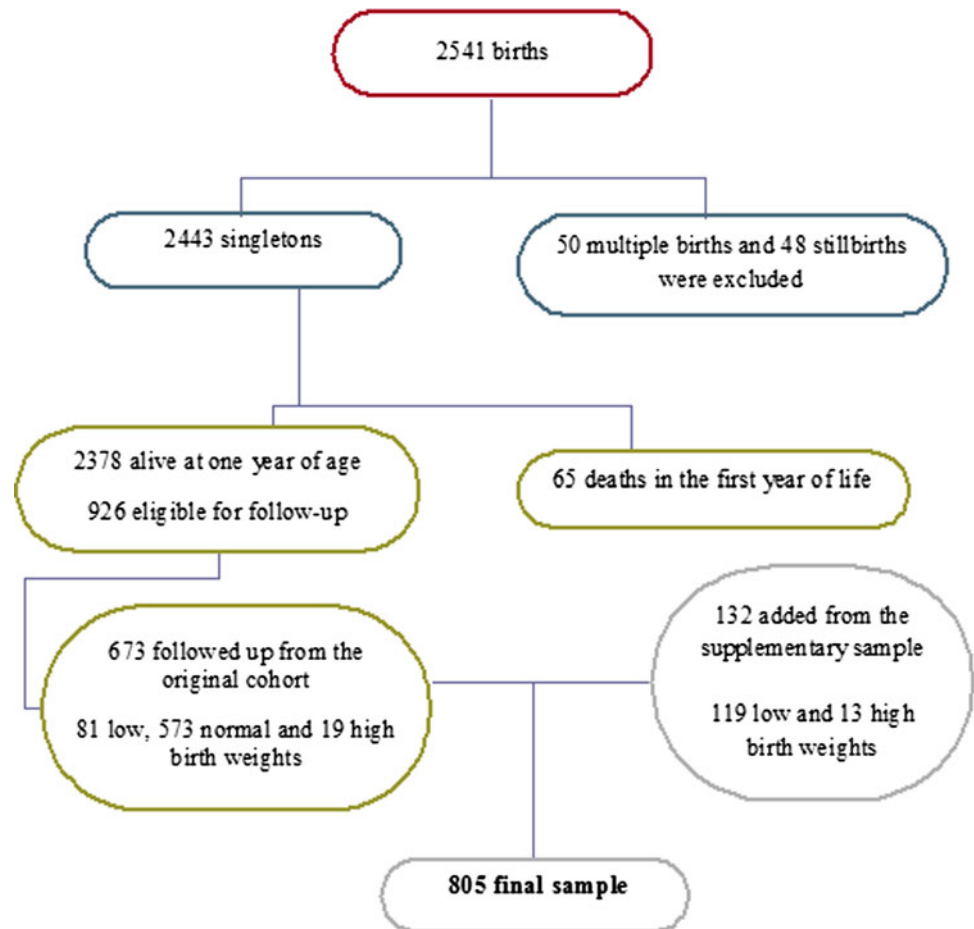 2541 births
2443 singletons
50 multiple births and 48 stillbirths
were excluded
2378 alive at one year of age
926 eligible for follow-up
65 deaths in the first year of life
673 followed up from the
original cohort
81 low, 573 normal and 19 high
birth weights
132 added from the
supplementary sample
119 low and 13 high
birth weights
805 final sample